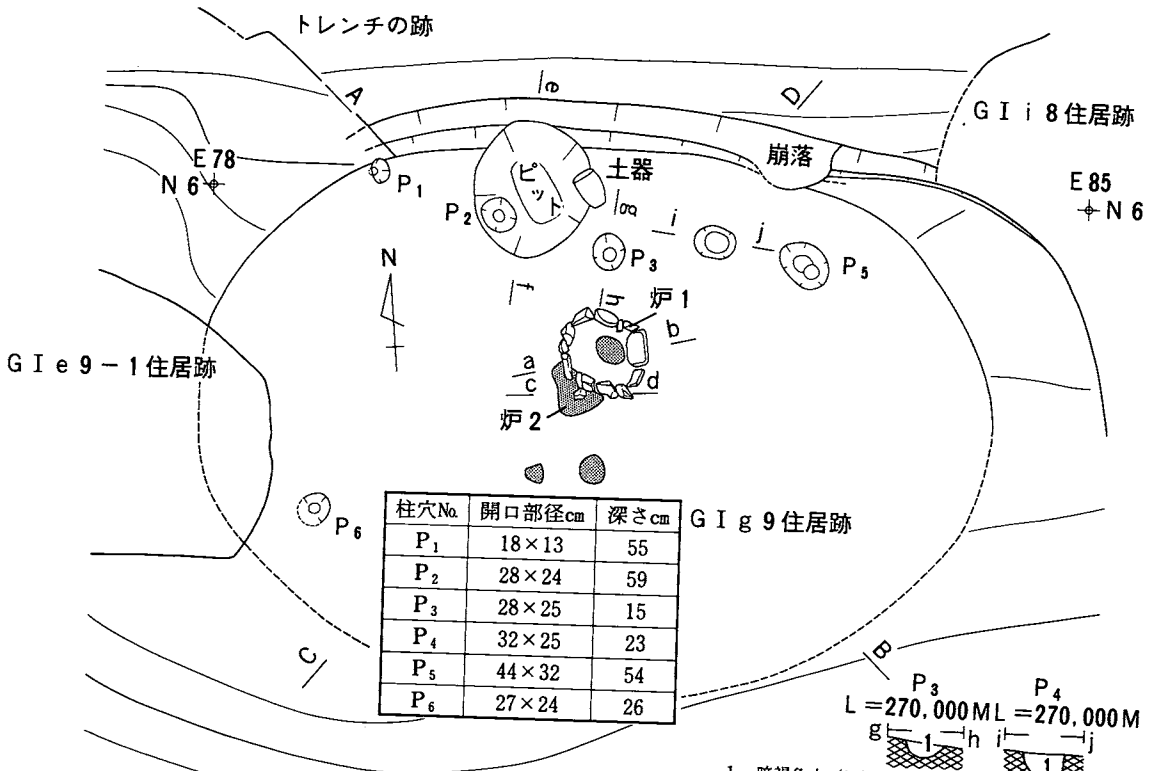 トレンチの跡
A
e
D
GIi8住居跡
崩落
E 78
N 6
P1
ピット
土器
E 85
N 6
P2
g
i
j
P3
P5
N
f
h
炉1
b
GIe9-1住居跡
a
c
d
炉2
P6
GIg9住居跡
柱穴No. 開口部径cm 深さcm
P1 18×13 55
P2 28×24 59
P3 28×25 15
P4 32×25 23
P5 44×32 54
P6 27×24 26
C
B
P3 P4
L=270,000M L=270,000M
g h i j
1 1